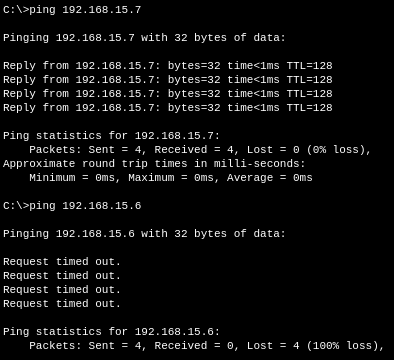 C:\>ping 192.168.15.7
Pinging 192.168.15.7 with 32 bytes of data:
Reply from 192.168.15.7: bytes=32 time<1ms TTL=128
Reply from 192.168.15.7: bytes=32 time<1ms TTL=128
Reply from 192.168.15.7: bytes=32 time<1ms TTL=128
Reply from 192.168.15.7: bytes=32 time<1ms TTL=128
Ping statistics for 192.168.15.7:
    Packets: Sent = 4, Received = 4, Lost = 0 (0% loss),
Approximate round trip times in milli-seconds:
    Minimum = 0ms, Maximum = 0ms, Average = 0ms
C:\>ping 192.168.15.6
Pinging 192.168.15.6 with 32 bytes of data:
Request timed out.
Request timed out.
Request timed out.
Request timed out.
Ping statistics for 192.168.15.6:
    Packets: Sent = 4, Received = 0, Lost = 4 (100% loss),